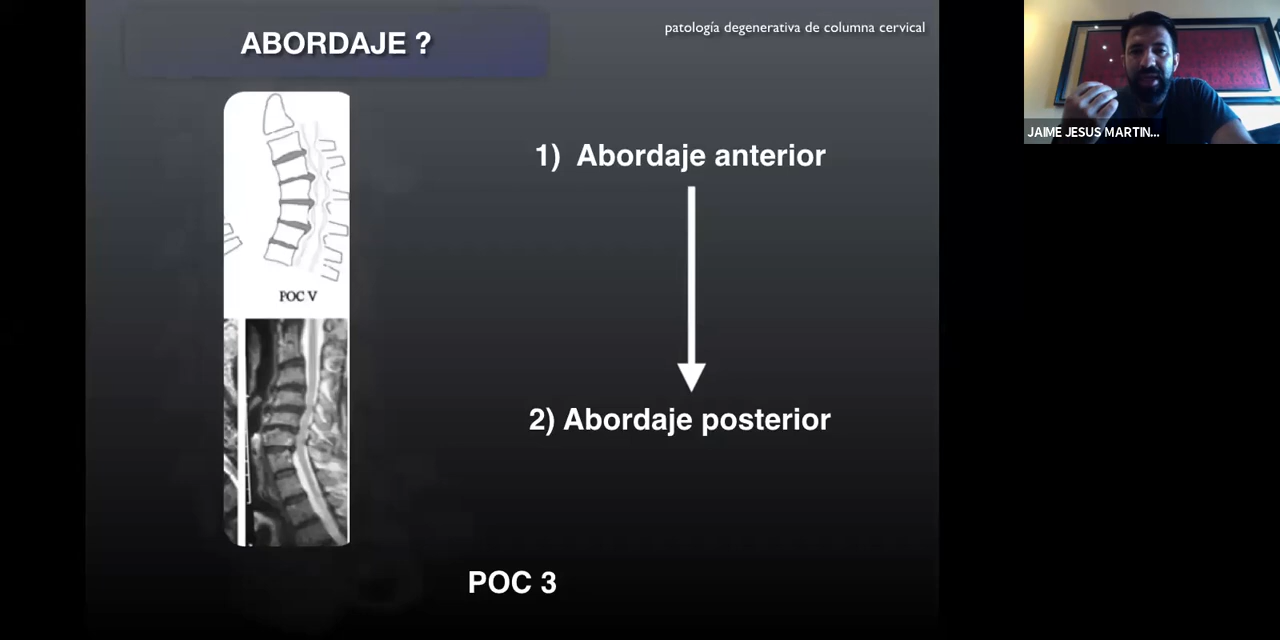 ABORDAJE ?
patología degenerativa de columna cervical
JAIME JESUS MARTIN...
1) Abordaje anterior
POC V
2) Abordaje posterior
POC 3